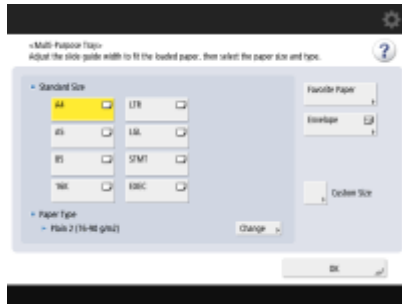 <Multi-Purpose Tray>
Adjust the slide guide width to fit the loaded paper, then select the paper size and type.
?
Standard Size
Favorite Paper
A4
LTR
Envelope
A5
LGL
B5
STMT
16K
EXEC
Custom Size
Paper Type
Plain 2 (76-90 g/m2)
Change
OK